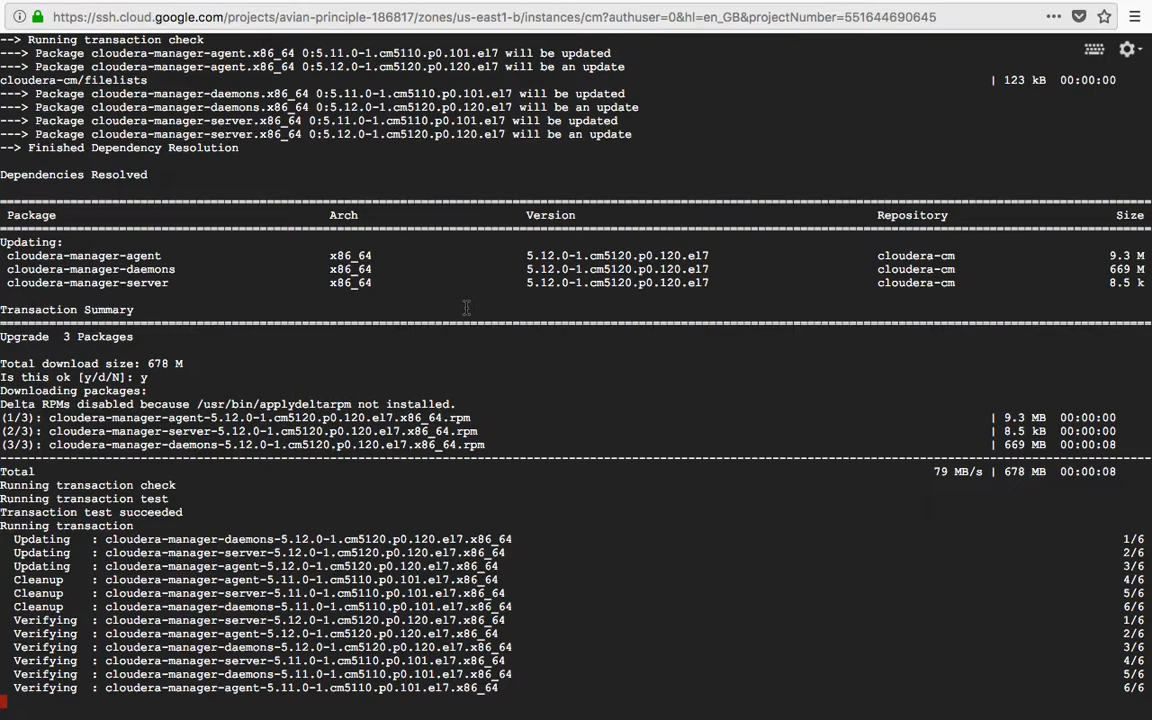 https://ssh.cloud.google.com/projects/avian-principle-186817/zones/us-east1-b/instances/cm?authuser=0&hl=en_GB&projectNumber=551644690645
--> Running transaction check
---> Package cloudera-manager-agent.x86_64 0:5.11.0-1.cm5110.p0.101.el7 will be updated
---> Package cloudera-manager-agent.x86_64 0:5.12.0-1.cm5120.p0.120.el7 will be an update
cloudera-cm/filelists | 123 kB 00:00:00
---> Package cloudera-manager-daemons.x86_64 0:5.11.0-1.cm5110.p0.101.el7 will be updated
---> Package cloudera-manager-daemons.x86_64 0:5.12.0-1.cm5120.p0.120.el7 will be an update
---> Package cloudera-manager-server.x86_64 0:5.11.0-1.cm5110.p0.101.el7 will be updated
---> Package cloudera-manager-server.x86_64 0:5.12.0-1.cm5120.p0.120.el7 will be an update
--> Finished Dependency Resolution
Dependencies Resolved
Package Arch Version Repository Size
Updating:
cloudera-manager-agent x86_64 5.12.0-1.cm5120.p0.120.el7 cloudera-cm 9.3 M
cloudera-manager-daemons x86_64 5.12.0-1.cm5120.p0.120.el7 cloudera-cm 669 M
cloudera-manager-server x86_64 5.12.0-1.cm5120.p0.120.el7 cloudera-cm 8.5 k
Transaction Summary
Upgrade 3 Packages
Total download size: 678 M
Is this ok [y/d/N]: y
Downloading packages:
Delta RPMs disabled because /usr/bin/applydeltarpm not installed.
(1/3): cloudera-manager-agent-5.12.0-1.cm5120.p0.120.el7.x86_64.rpm | 9.3 MB 00:00:00
(2/3): cloudera-manager-server-5.12.0-1.cm5120.p0.120.el7.x86_64.rpm | 8.5 kB 00:00:00
(3/3): cloudera-manager-daemons-5.12.0-1.cm5120.p0.120.el7.x86_64.rpm | 669 MB 00:00:08
Total 79 MB/s | 678 MB 00:00:08
Running transaction check
Running transaction test
Transaction test succeeded
Running transaction
Updating : cloudera-manager-daemons-5.12.0-1.cm5120.p0.120.el7.x86_64 1/6
Updating : cloudera-manager-server-5.12.0-1.cm5120.p0.120.el7.x86_64 2/6
Updating : cloudera-manager-agent-5.12.0-1.cm5120.p0.120.el7.x86_64 3/6
Cleanup : cloudera-manager-agent-5.11.0-1.cm5110.p0.101.el7.x86_64 4/6
Cleanup : cloudera-manager-server-5.11.0-1.cm5110.p0.101.el7.x86_64 5/6
Cleanup : cloudera-manager-daemons-5.11.0-1.cm5110.p0.101.el7.x86_64 6/6
Verifying : cloudera-manager-server-5.12.0-1.cm5120.p0.120.el7.x86_64 1/6
Verifying : cloudera-manager-agent-5.12.0-1.cm5120.p0.120.el7.x86_64 2/6
Verifying : cloudera-manager-daemons-5.12.0-1.cm5120.p0.120.el7.x86_64 3/6
Verifying : cloudera-manager-server-5.11.0-1.cm5110.p0.101.el7.x86_64 4/6
Verifying : cloudera-manager-daemons-5.11.0-1.cm5110.p0.101.el7.x86_64 5/6
Verifying : cloudera-manager-agent-5.11.0-1.cm5110.p0.101.el7.x86_64 6/6